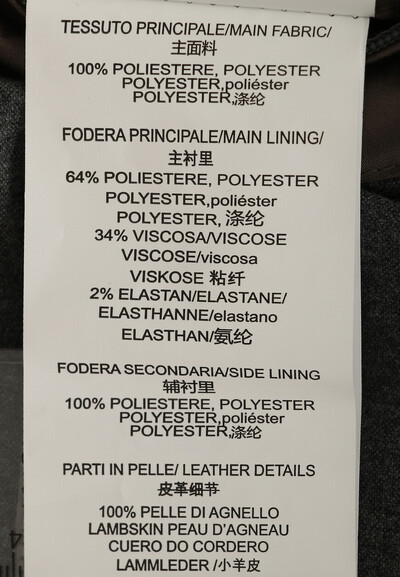 TESSUTO PRINCIPALE/MAIN FABRIC/
主面料
100% POLIESTERE, POLYESTER
POLYESTER,poliéster
POLYESTER,涤纶
FODERA PRINCIPALE/MAIN LINING/
主衬里
64% POLIESTERE, POLYESTER
POLYESTER,poliéster
POLYESTER, 涤纶
34% VISCOSA/VISCOSE
VISCOSE/viscosa
VISKOSE 粘纤
2% ELASTAN/ELASTANE/
ELASTHANNE/elastano
ELASTHAN/氨纶
FODERA SECONDARIA/SIDE LINING
辅衬里
100% POLIESTERE, POLYESTER
POLYESTER,poliéster
POLYESTER,涤纶
PARTI IN PELLE/ LEATHER DETAILS
皮革细节
100% PELLE DI AGNELLO
LAMBSKIN PEAU D'AGNEAU
CUERO DO CORDERO
LAMMLEDER /小羊皮